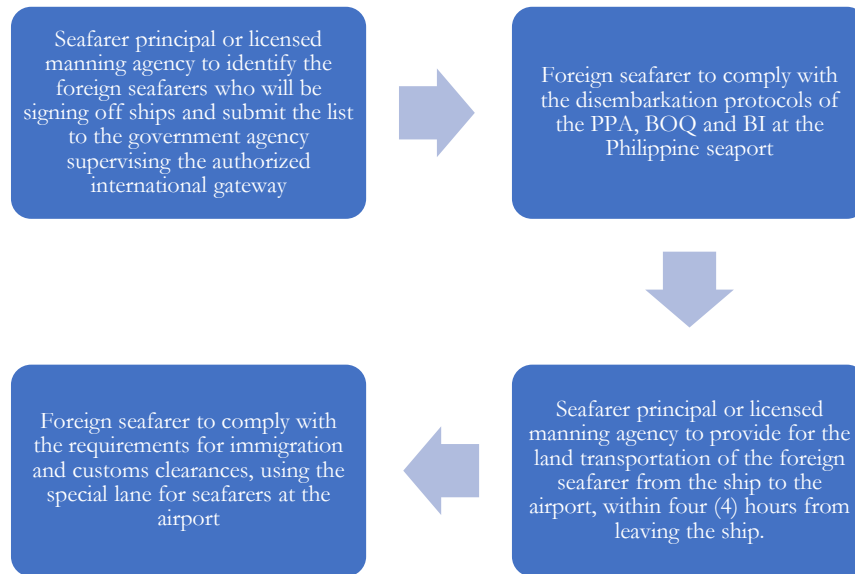 Seafarer principal or licensed
manning agency to identify the
foreign seafarers who will be
signing off ships and submit the list
to the government agency
supervising the authorized
international gateway
Foreign seafarer to comply with
the disembarkation protocols of
the PPA, BOQ and BI at the
Philippine seaport
Seafarer principal or licensed
manning agency to provide for the
land transportation of the foreign
seafarer from the ship to the
airport, within four (4) hours from
leaving the ship.
Foreign seafarer to comply with
the requirements for immigration
and customs clearances, using the
special lane for seafarers at the
airport